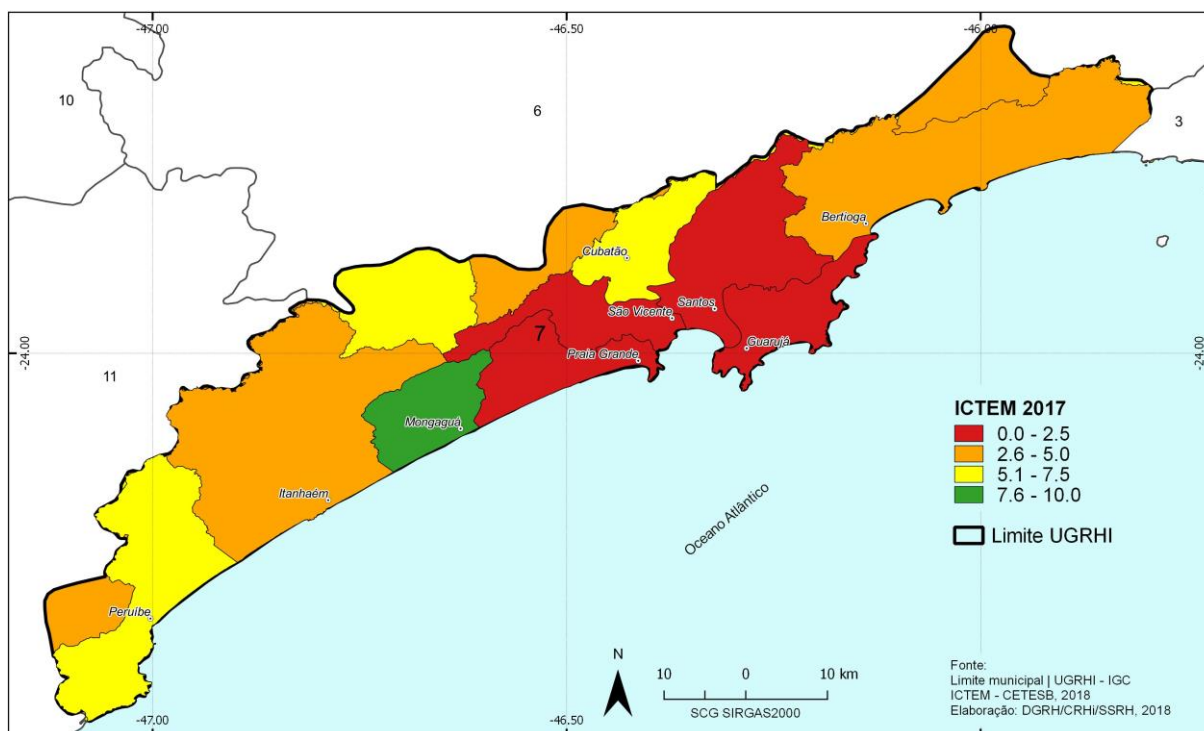 -47.00
-46.50
-46.00
10
6
3
Bertioga
Cubatão
Santos
São Vicente
7
Guarujá
Praia Grande
-24.00
-24.00
11
Mongaguá
ICTEM 2017
0.0 - 2.5
2.6 - 5.0
5.1 - 7.5
7.6 - 10.0
Limite UGRHI
Itanhaém
Oceano Atlântico
Peruíbe
N
10 0 10 km
SCG SIRGAS2000
Fonte:
Limite municipal | UGRHI - IGC
ICTEM - CETESB, 2018
Elaboração: DGRH/CRHi/SSRH, 2018
-47.00
-46.50
-46.00